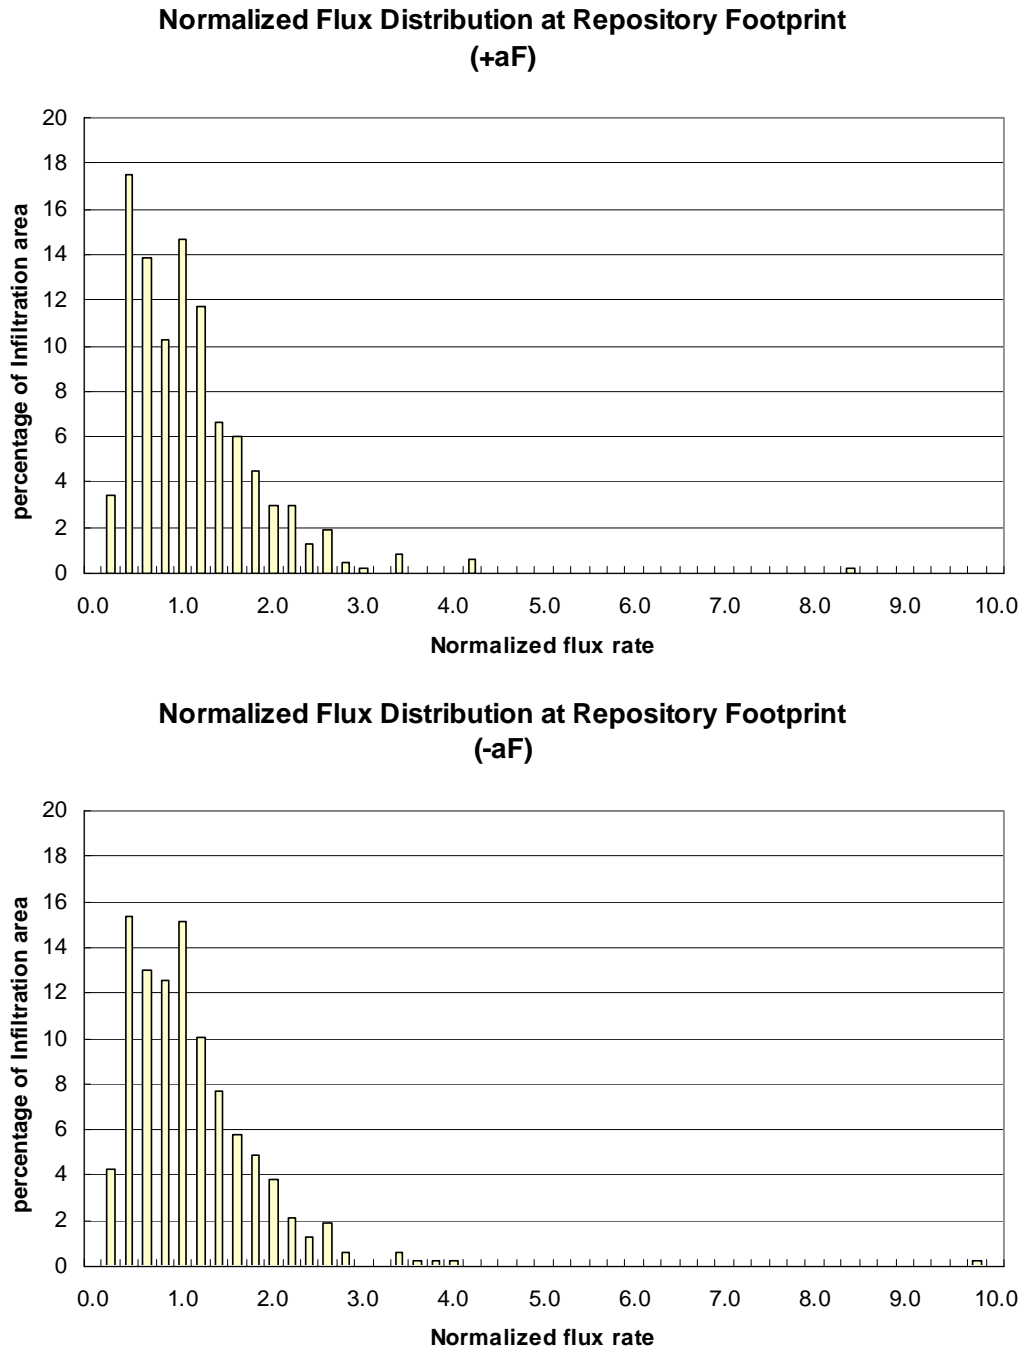 Normalized Flux Distribution at Repository Footprint
(+aF)
20
18
16
14
12
10
8
6
4
2
0
percentage of Infiltration area
0.0 1.0 2.0 3.0 4.0 5.0 6.0 7.0 8.0 9.0 10.0
Normalized flux rate
Normalized Flux Distribution at Repository Footprint
(-aF)
20
18
16
14
12
10
8
6
4
2
0
percentage of Infiltration area
0.0 1.0 2.0 3.0 4.0 5.0 6.0 7.0 8.0 9.0 10.0
Normalized flux rate